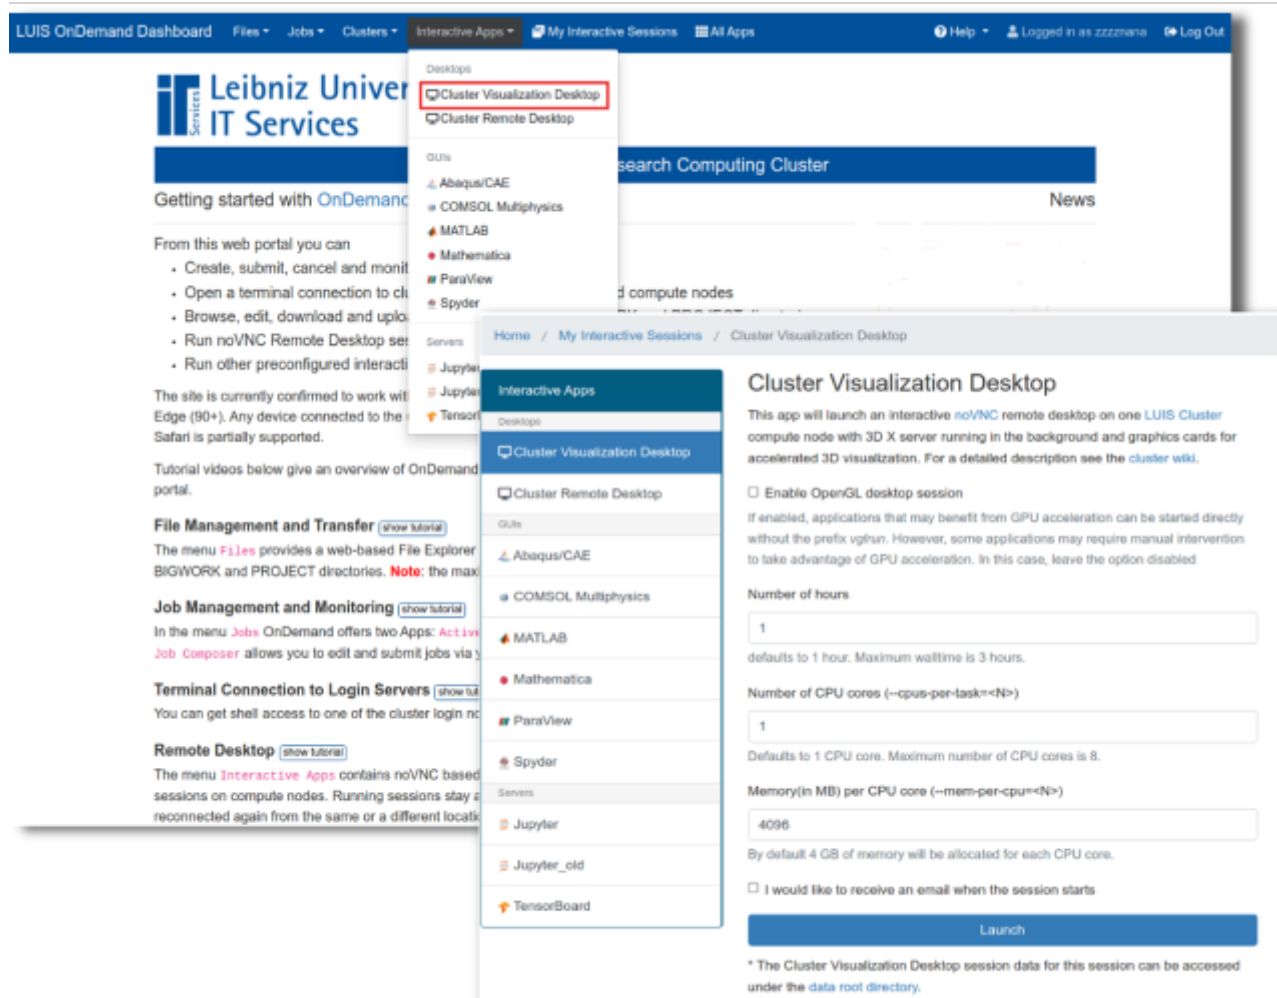 LUIS OnDemand Dashboard Files Jobs Clusters Interactive Apps My Interactive Sessions All Apps Help Logged in as zzzznana Log Out
Leibniz Univer
IT Services
Services
search Computing Cluster
Getting started with OnDemand
News
From this web portal you can
• Create, submit, cancel and monit
• Open a terminal connection to clu
d compute nodes
• Browse, edit, download and uplo
• Run noVNC Remote Desktop ses
• Run other preconfigured interacti
The site is currently confirmed to work wit
Edge (90+). Any device connected to the
Safari is partially supported.
Tutorial videos below give an overview of OnDemand
portal.
File Management and Transfer show tutorial
The menu Files provides a web-based File Explorer
BIGWORK and PROJECT directories. Note: the maxi
Job Management and Monitoring show tutorial
In the menu Jobs OnDemand offers two Apps: Active
Job Composer allows you to edit and submit jobs via y
Terminal Connection to Login Servers show tut
You can get shell access to one of the cluster login no
Remote Desktop show tutorial
The menu Interactive Apps contains noVNC based
sessions on compute nodes. Running sessions stay a
reconnected again from the same or a different locati
Desktops
Cluster Visualization Desktop
Cluster Remote Desktop
GUIs
Abaqus/CAE
COMSOL Multiphysics
MATLAB
Mathematica
ParaView
Spyder
Servers
Jupyter
Jupyter
Tensor
Home / My Interactive Sessions / Cluster Visualization Desktop
Interactive Apps
Desktops
Cluster Visualization Desktop
Cluster Remote Desktop
GUIs
Abaqus/CAE
COMSOL Multiphysics
MATLAB
Mathematica
ParaView
Spyder
Servers
Jupyter
Jupyter_old
TensorBoard
Cluster Visualization Desktop
This app will launch an interactive noVNC remote desktop on one LUIS Cluster
compute node with 3D X server running in the background and graphics cards for
accelerated 3D visualization. For a detailed description see the cluster wiki.
Enable OpenGL desktop session
If enabled, applications that may benefit from GPU acceleration can be started directly
without the prefix vglrun. However, some applications may require manual intervention
to take advantage of GPU acceleration. In this case, leave the option disabled
Number of hours
1
defaults to 1 hour. Maximum walltime is 3 hours.
Number of CPU cores (--cpus-per-task=<N>)
1
Defaults to 1 CPU core. Maximum number of CPU cores is 8.
Memory(in MB) per CPU core (--mem-per-cpu=<N>)
4096
By default 4 GB of memory will be allocated for each CPU core.
I would like to receive an email when the session starts
Launch
* The Cluster Visualization Desktop session data for this session can be accessed
under the data root directory.